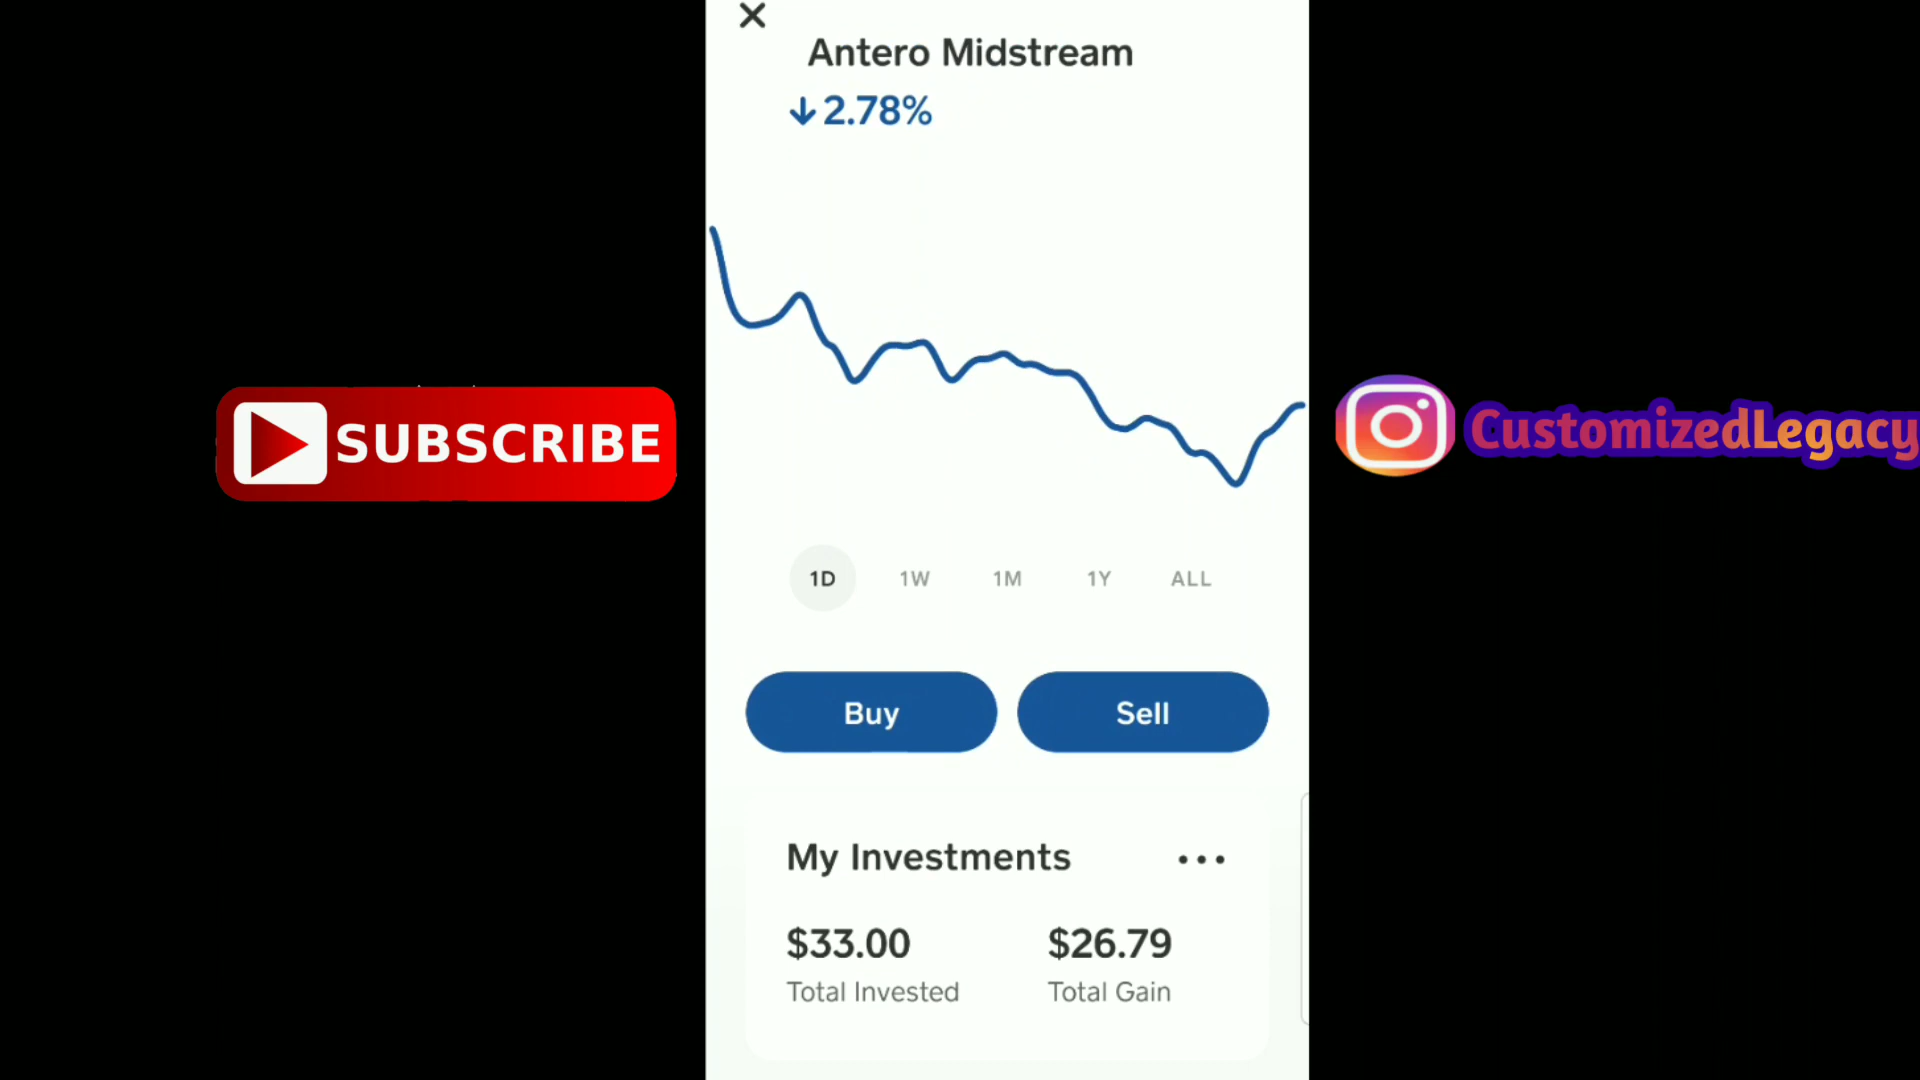 Antero Midstream
↓2.78%
SUBSCRIBE
CustomizedLegacy
1D 1W 1M 1Y ALL
Buy Sell
My Investments
$33.00 $26.79
Total Invested Total Gain